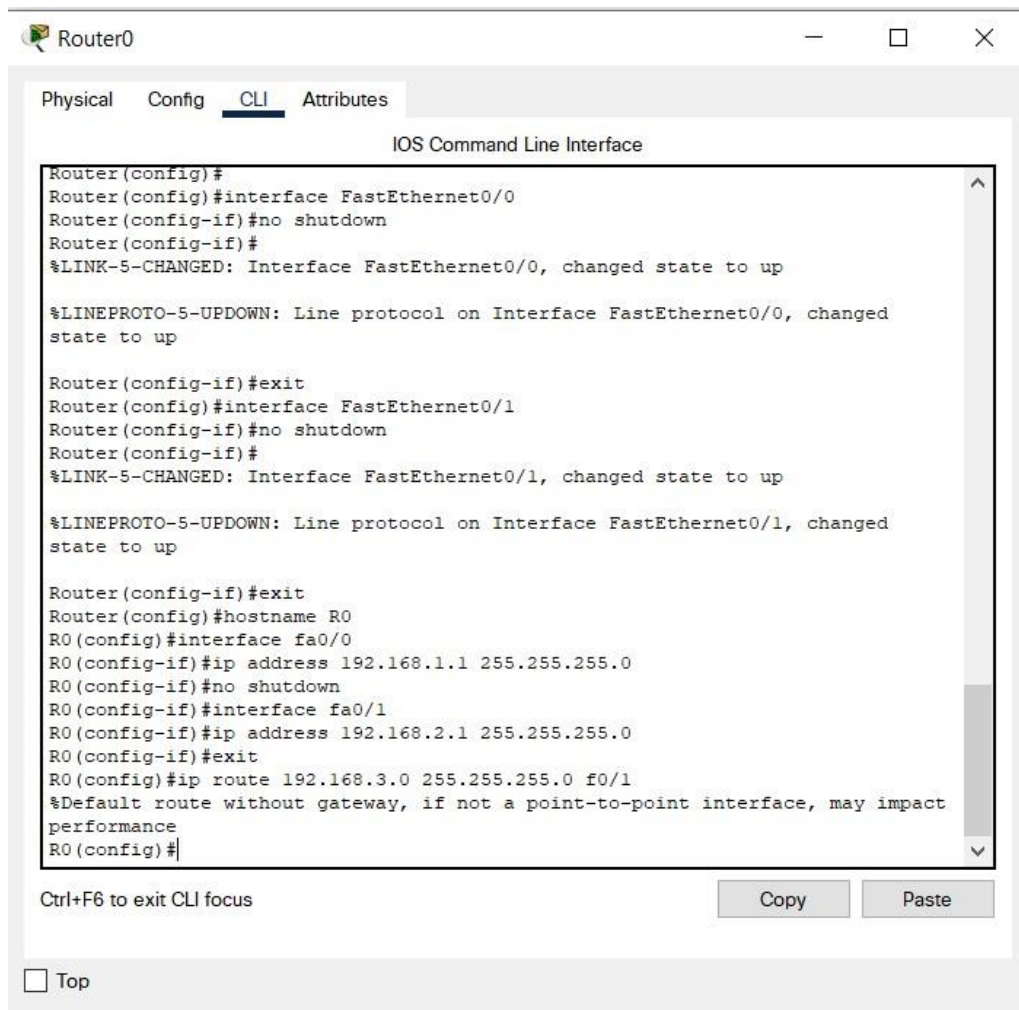 Router0
Physical Config CLI Attributes
IOS Command Line Interface
Router(config)#
Router(config)#interface FastEthernet0/0
Router(config-if)#no shutdown
Router(config-if)#
%LINK-5-CHANGED: Interface FastEthernet0/0, changed state to up
%LINEPROTO-5-UPDOWN: Line protocol on Interface FastEthernet0/0, changed
state to up
Router(config-if)#exit
Router(config)#interface FastEthernet0/1
Router(config-if)#no shutdown
Router(config-if)#
%LINK-5-CHANGED: Interface FastEthernet0/1, changed state to up
%LINEPROTO-5-UPDOWN: Line protocol on Interface FastEthernet0/1, changed
state to up
Router(config-if)#exit
Router(config)#hostname R0
R0(config)#interface fa0/0
R0(config-if)#ip address 192.168.1.1 255.255.255.0
R0(config-if)#no shutdown
R0(config-if)#interface fa0/1
R0(config-if)#ip address 192.168.2.1 255.255.255.0
R0(config-if)#exit
R0(config)#ip route 192.168.3.0 255.255.255.0 f0/1
%Default route without gateway, if not a point-to-point interface, may impact
performance
R0(config)#
Ctrl+F6 to exit CLI focus
Copy Paste
Top